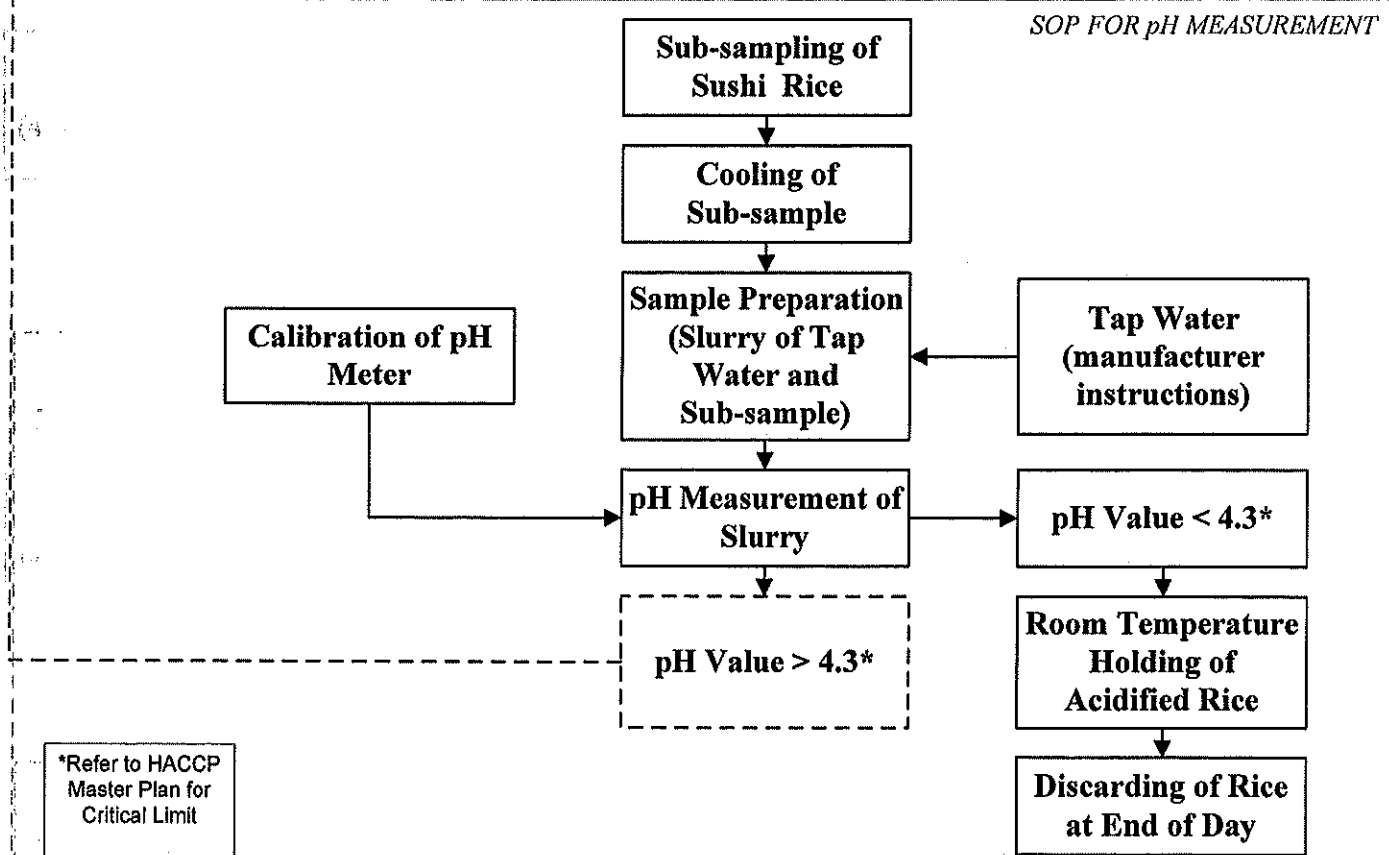 SOP FOR pH MEASUREMENT
Sub-sampling of
Sushi Rice
Cooling of
Sub-sample
Sample Preparation
(Slurry of Tap
Water and
Sub-sample)
Tap Water
(manufacturer
instructions)
Calibration of pH
Meter
pH Measurement of
Slurry
pH Value < 4.3*
pH Value > 4.3*
Room Temperature
Holding of
Acidified Rice
Discarding of Rice
at End of Day
*Refer to HACCP
Master Plan for
Critical Limit